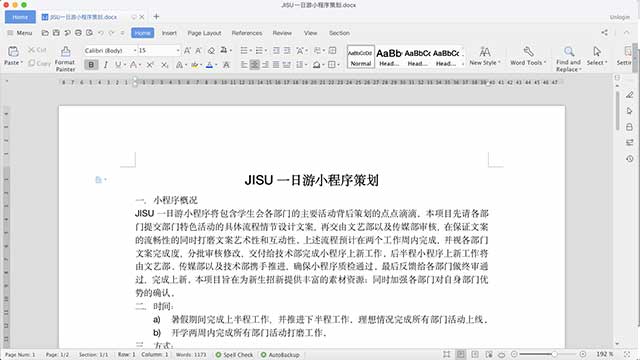 JISU一日游小程序策划.docx
Home JISU一日游小程序策划.docx Unlogin
Menu Home Insert Page Layout References Review View Section
Paste Cut Copy Format Painter Calibri (Body) 15 AaBbCcDd Normal AaBb Head... AaBbCc Head... AaBbCc Head... New Style Word Tools Find and Replace Select
JISU 一日游小程序策划
一. 小程序概况
JISU 一日游小程序将包含学生会各部门的主要活动背后策划的点点滴滴。本项目先请各部
门提交部门特色活动的具体流程情节设计文案, 再交由文艺部以及传媒部审核, 在保证文案
的流畅性的同时打磨文案艺术性和互动性, 上述流程预计在两个工作周内完成, 并视各部门
文案完成度, 分批审核修改, 交付给技术部完成小程序上新工作, 后半程小程序上新工作将
由文艺部, 传媒部以及技术部携手推进, 确保小程序质检通过, 最后反馈给各部门做终审通
过, 完成上新。本项目旨在为新生招新提供丰富的素材资源; 同时加强各部门对自身部门优
势的确认。
二. 时间:
a) 暑假期间完成上半程工作, 并推进下半程工作, 理想情况完成所有部门活动上线。
b) 开学两周内完成所有部门活动打磨工作。
三. 方式:
Page Num: 1 Page: 1/2 Section: 1/1 Row: 1 Column: 1 Words: 1173 Spell Check AutoBackup 192 %